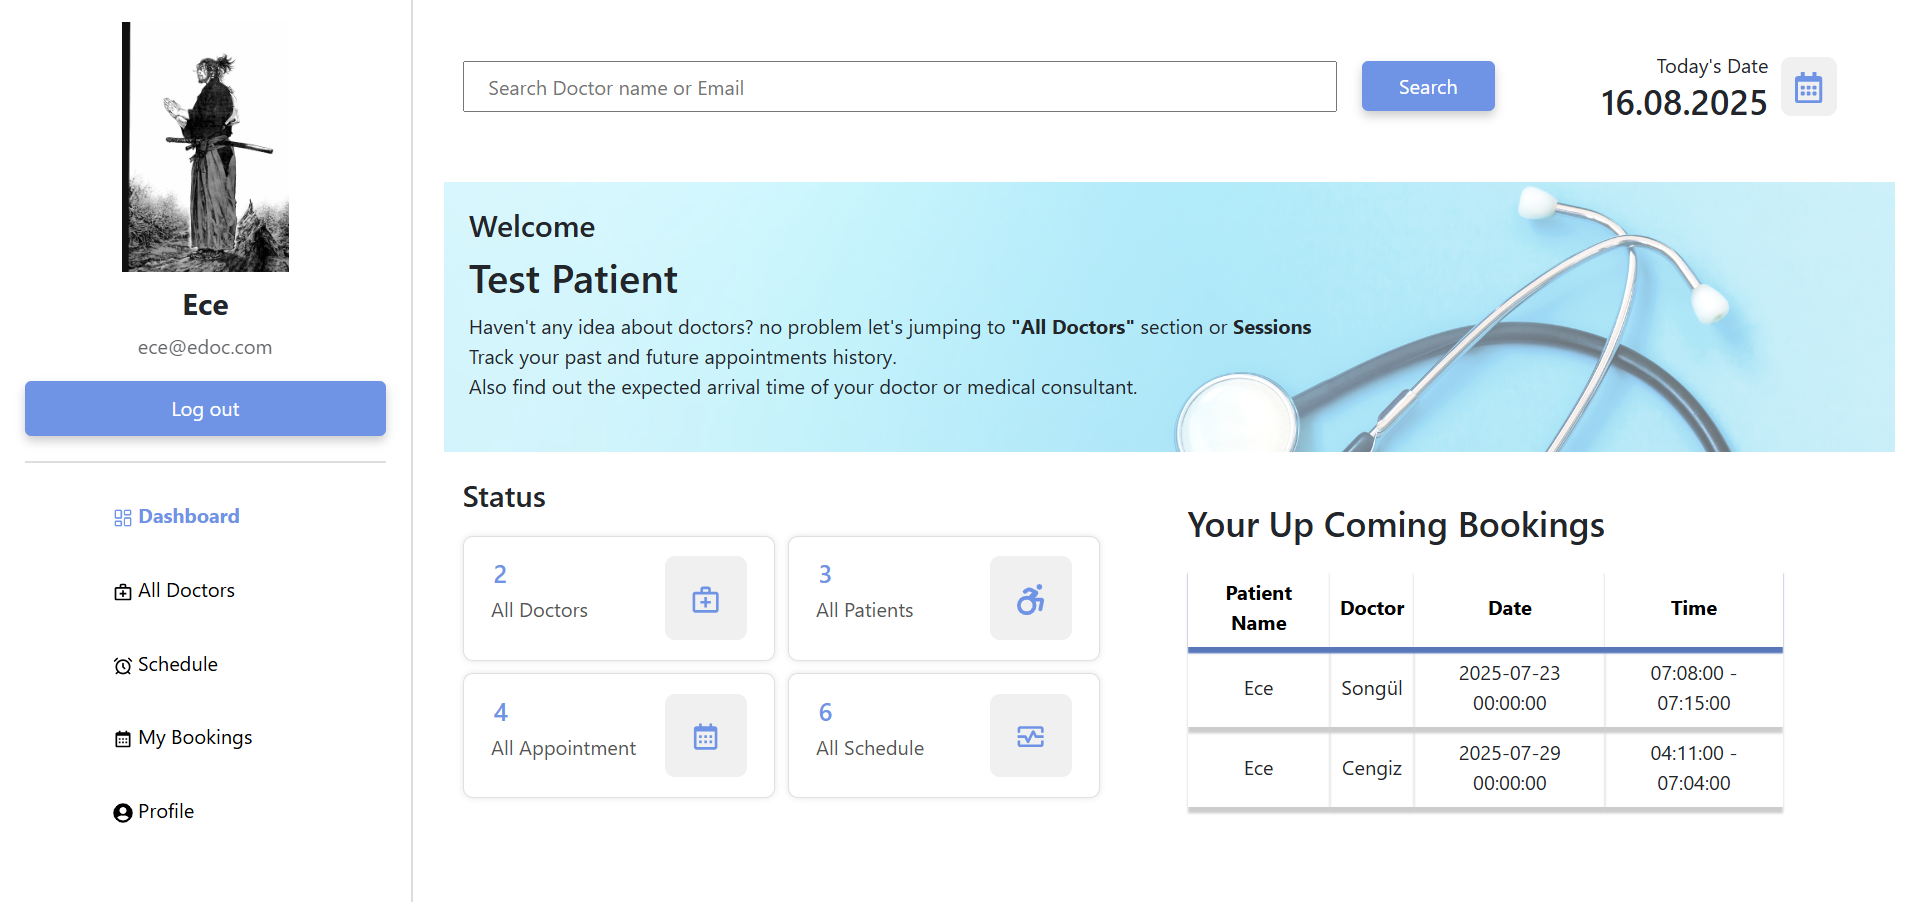 Ece
ece@edoc.com
Log out
Dashboard
All Doctors
Schedule
My Bookings
Profile
Search Doctor name or Email
Search
Today's Date
16.08.2025
Welcome
Test Patient
Haven't any idea about doctors? no problem let's jumping to "All Doctors" section or Sessions
Track your past and future appointments history.
Also find out the expected arrival time of your doctor or medical consultant.
Status
2
All Doctors
3
All Patients
4
All Appointment
6
All Schedule
Your Up Coming Bookings
Patient
Name
Doctor
Date
Time
Ece
Songül
2025-07-23
00:00:00
07:08:00 -
07:15:00
Ece
Cengiz
2025-07-29
00:00:00
04:11:00 -
07:04:00